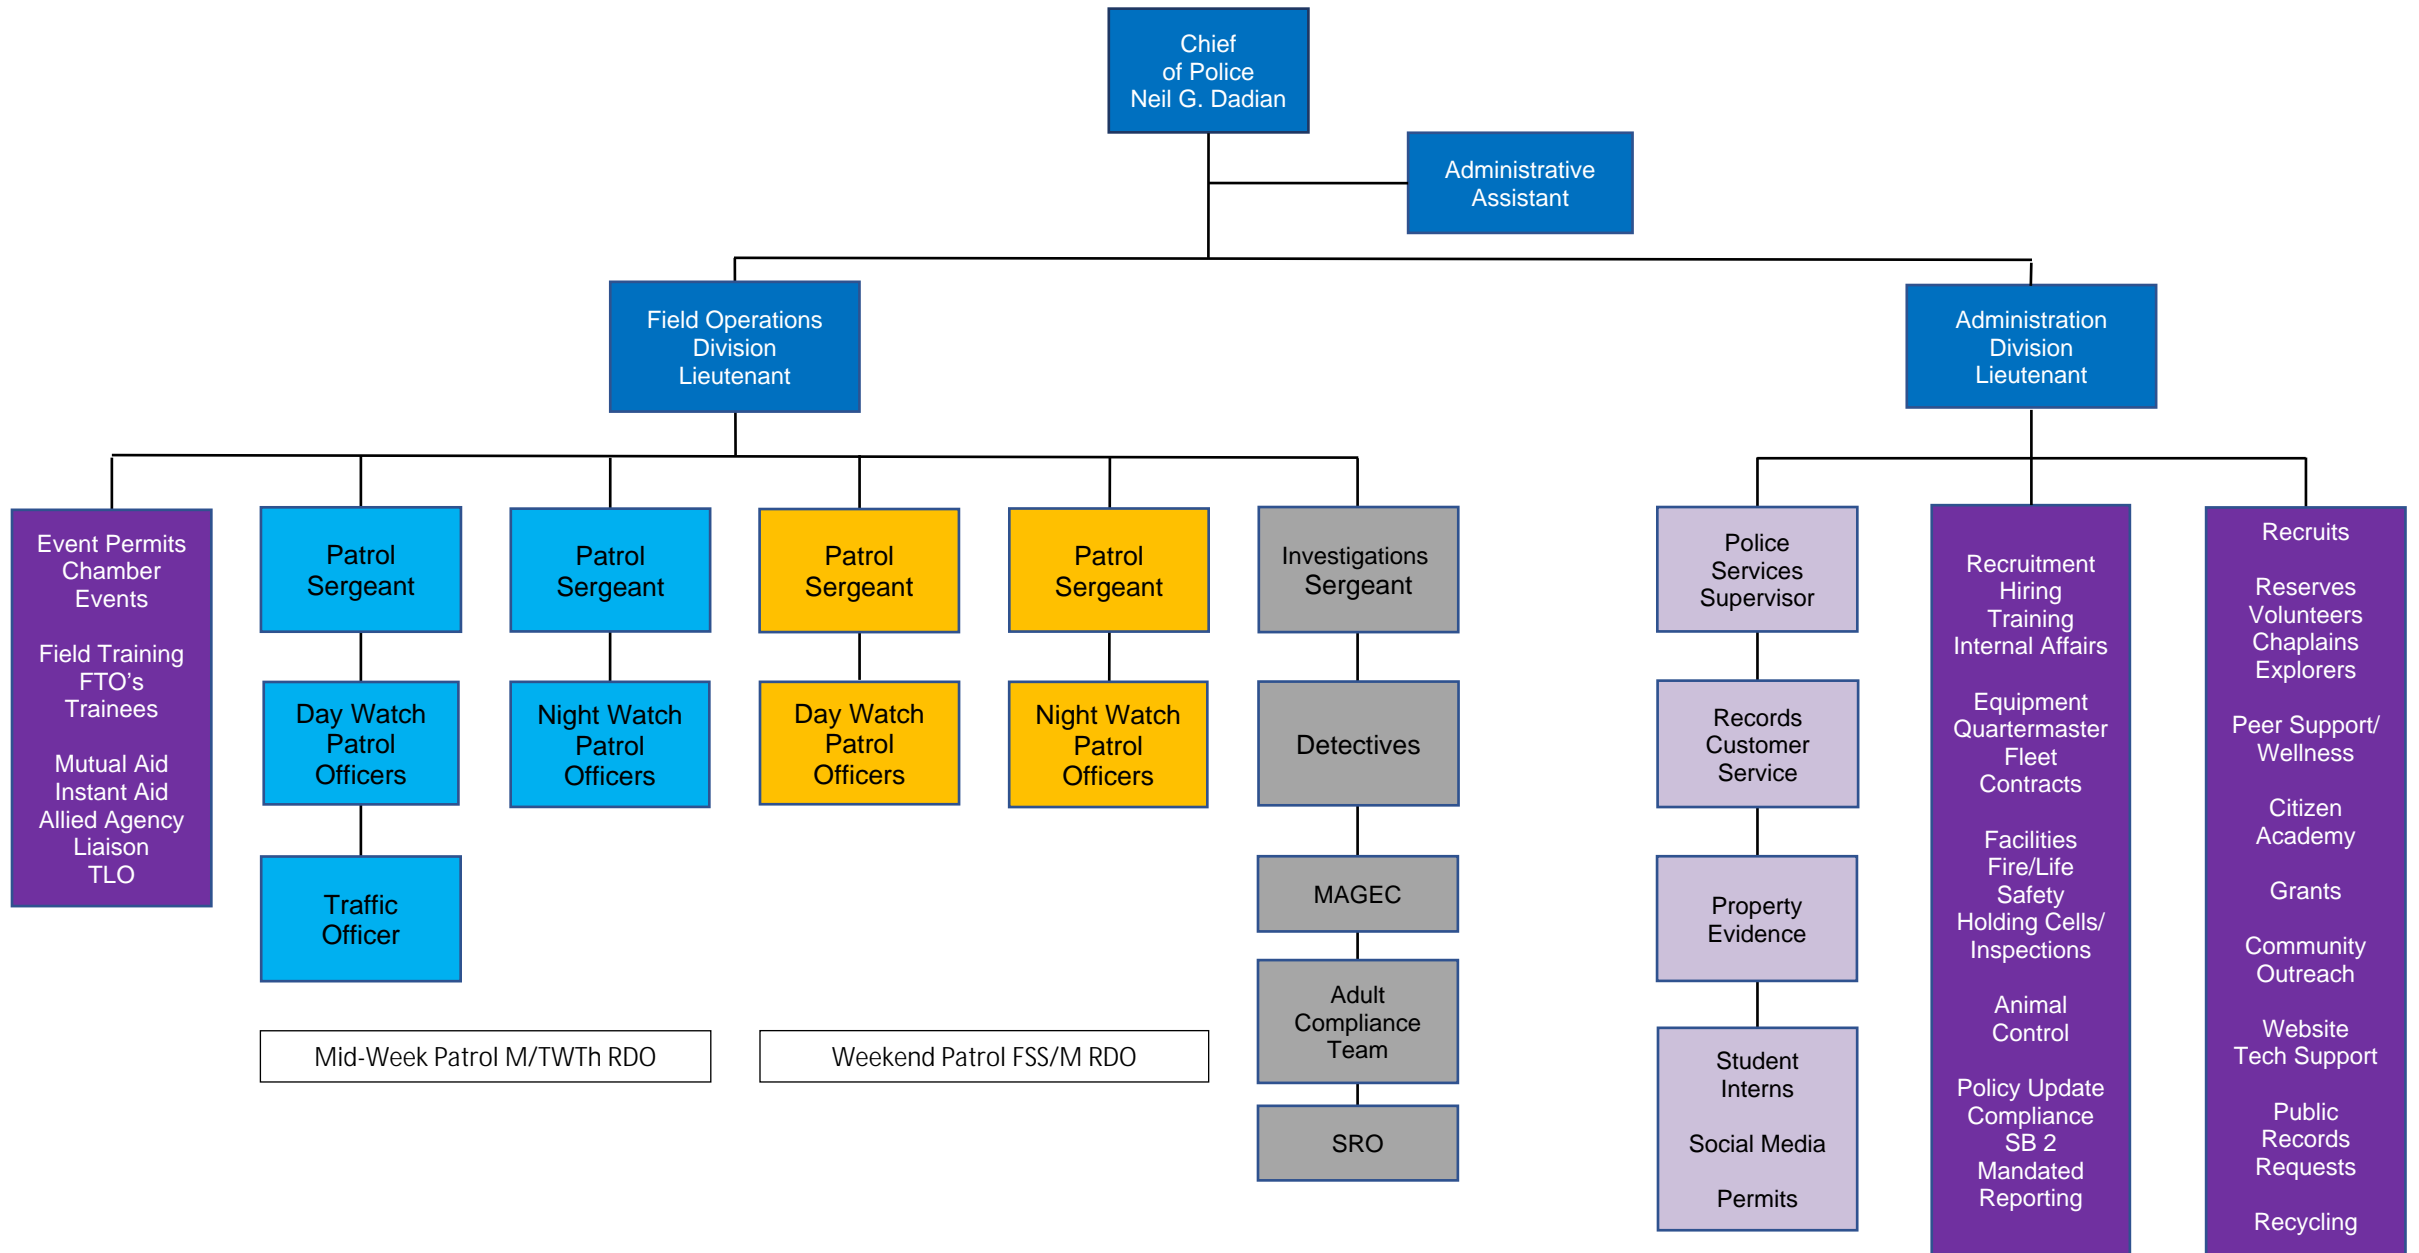 Chief
of Police
Neil G. Dadian
Administrative
Assistant
Field Operations
Division
Lieutenant
Administration
Division
Lieutenant
Event Permits
Chamber
Events
Field Training
FTO’s
Trainees
Mutual Aid
Instant Aid
Allied Agency
Liaison
TLO
Patrol
Sergeant
Day Watch
Patrol
Officers
Traffic
Officer
Patrol
Sergeant
Night Watch
Patrol
Officers
Mid-Week Patrol M/TWTh RDO
Patrol
Sergeant
Day Watch
Patrol
Officers
Patrol
Sergeant
Night Watch
Patrol
Officers
Weekend Patrol FSS/M RDO
Investigations
Sergeant
Detectives
MAGEC
Adult
Compliance
Team
SRO
Police
Services
Supervisor
Records
Customer
Service
Property
Evidence
Student
Interns
Social Media
Permits
Recruitment
Hiring
Training
Internal Affairs
Equipment
Quartermaster
Fleet
Contracts
Facilities
Fire/Life
Safety
Holding Cells/
Inspections
Animal
Control
Policy Update
Compliance
SB 2
Mandated
Reporting
Recruits
Reserves
Volunteers
Chaplains
Explorers
Peer Support/
Wellness
Citizen
Academy
Grants
Community
Outreach
Website
Tech Support
Public
Records
Requests
Recycling